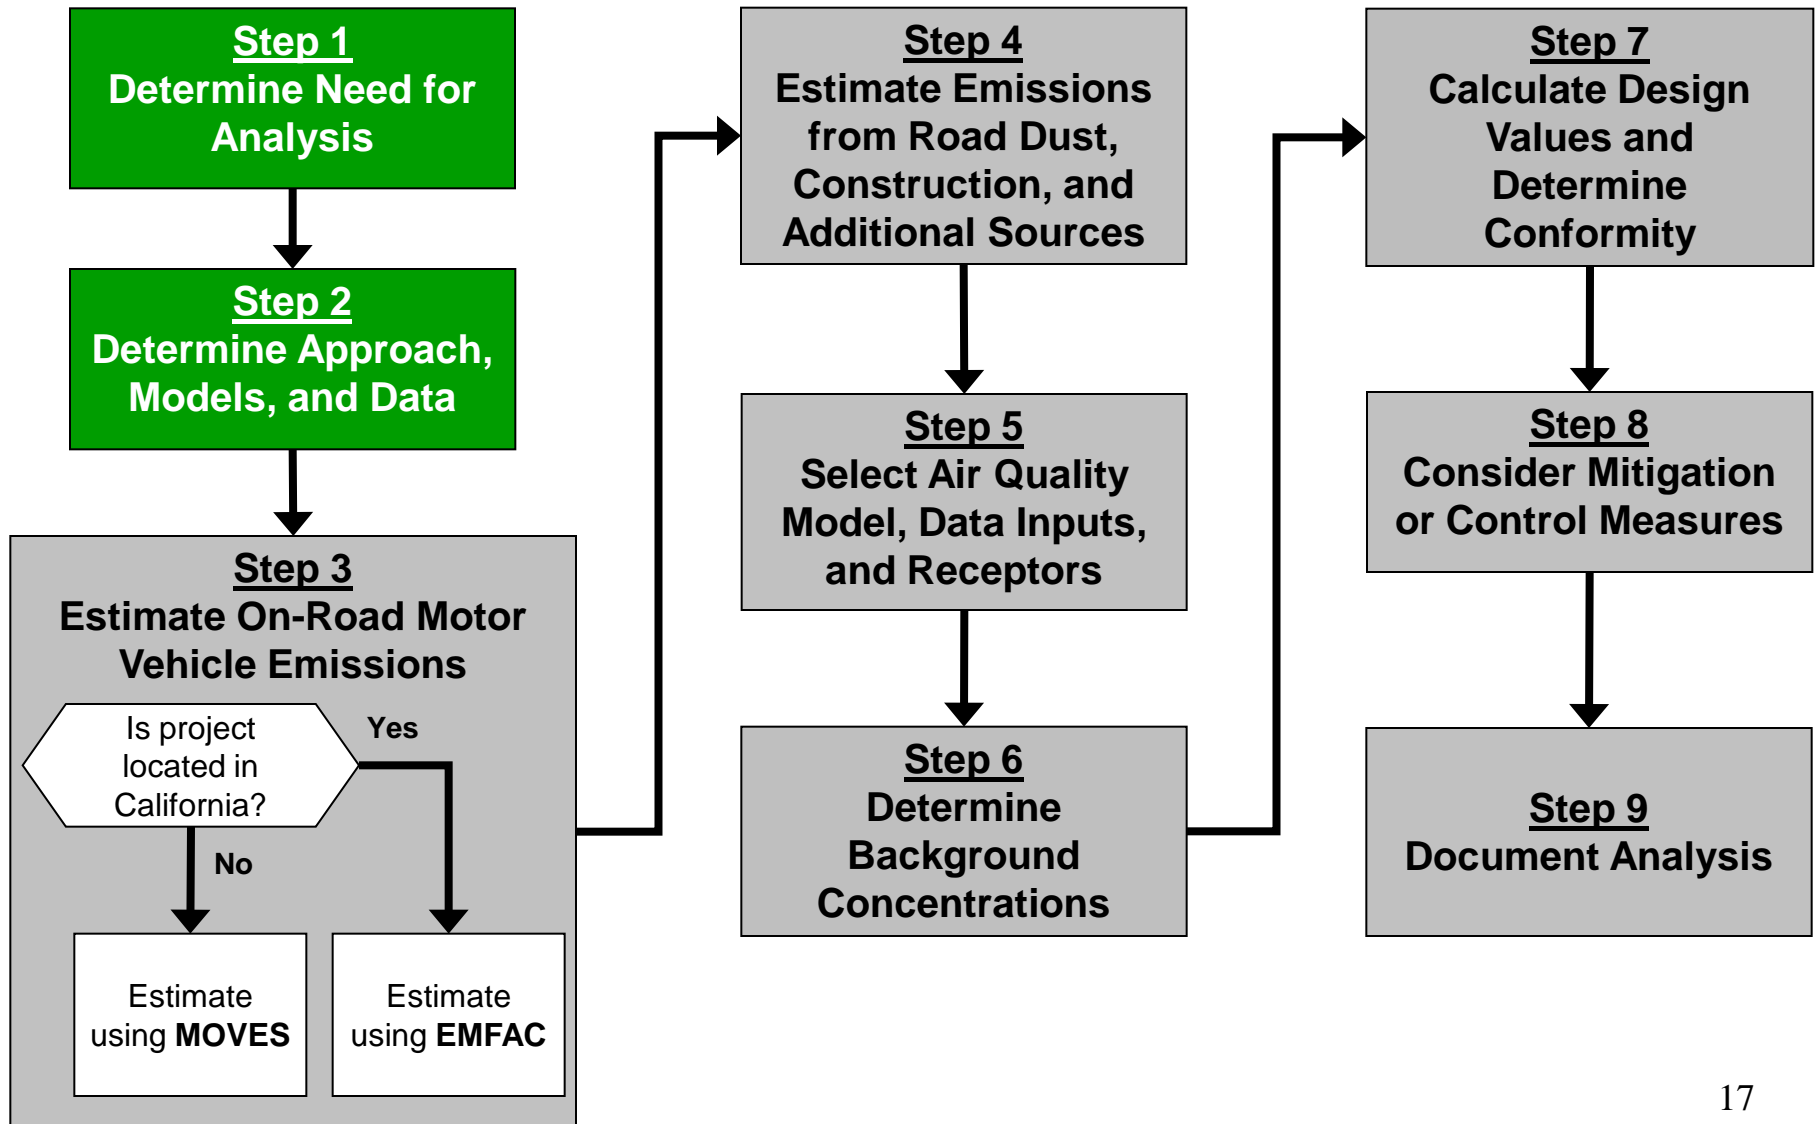 Step 1
Determine Need for
Analysis
Step 2
Determine Approach,
Models, and Data
Step 3
Estimate On-Road Motor
Vehicle Emissions
Is project
located in
California?
Yes
No
Estimate
using MOVES
Estimate
using EMFAC
Step 4
Estimate Emissions
from Road Dust,
Construction, and
Additional Sources
Step 5
Select Air Quality
Model, Data Inputs,
and Receptors
Step 6
Determine
Background
Concentrations
Step 7
Calculate Design
Values and
Determine
Conformity
Step 8
Consider Mitigation
or Control Measures
Step 9
Document Analysis
17